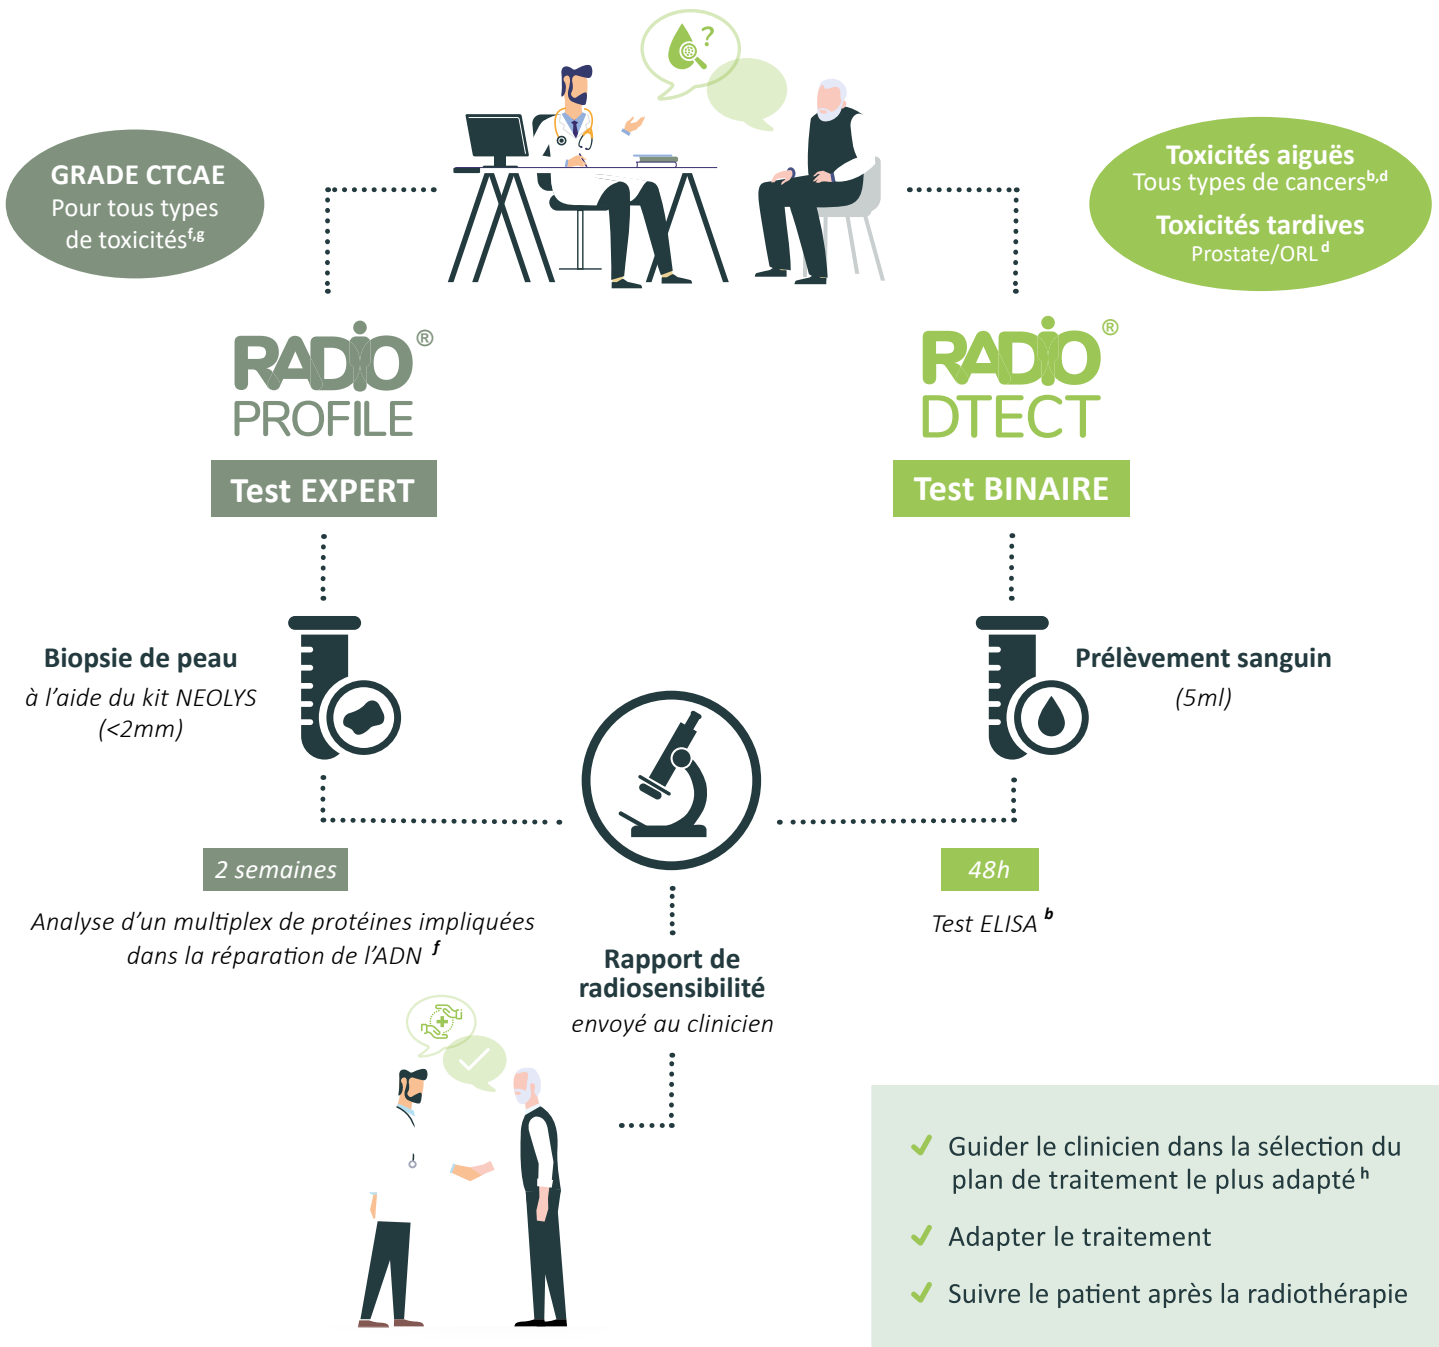 ?
GRADE CTCAE
Pour tous types
de toxicités f,g
Toxicités aiguës
Tous types de cancers b,d
Toxicités tardives
Prostate/ORL d
RADIO ®
PROFILE
Test EXPERT
RADIO ®
DTECT
Test BINAIRE
Biopsie de peau
à l’aide du kit NEOLYS
(<2mm)
Prélèvement sanguin
(5ml)
2 semaines
Analyse d’un multiplex de protéines impliquées
dans la réparation de l’ADN f
48h
Test ELISA b
Rapport de
radiosensibilité
envoyé au clinicien
Guider le clinicien dans la sélection du
plan de traitement le plus adapté h
Adapter le traitement
Suivre le patient après la radiothérapie